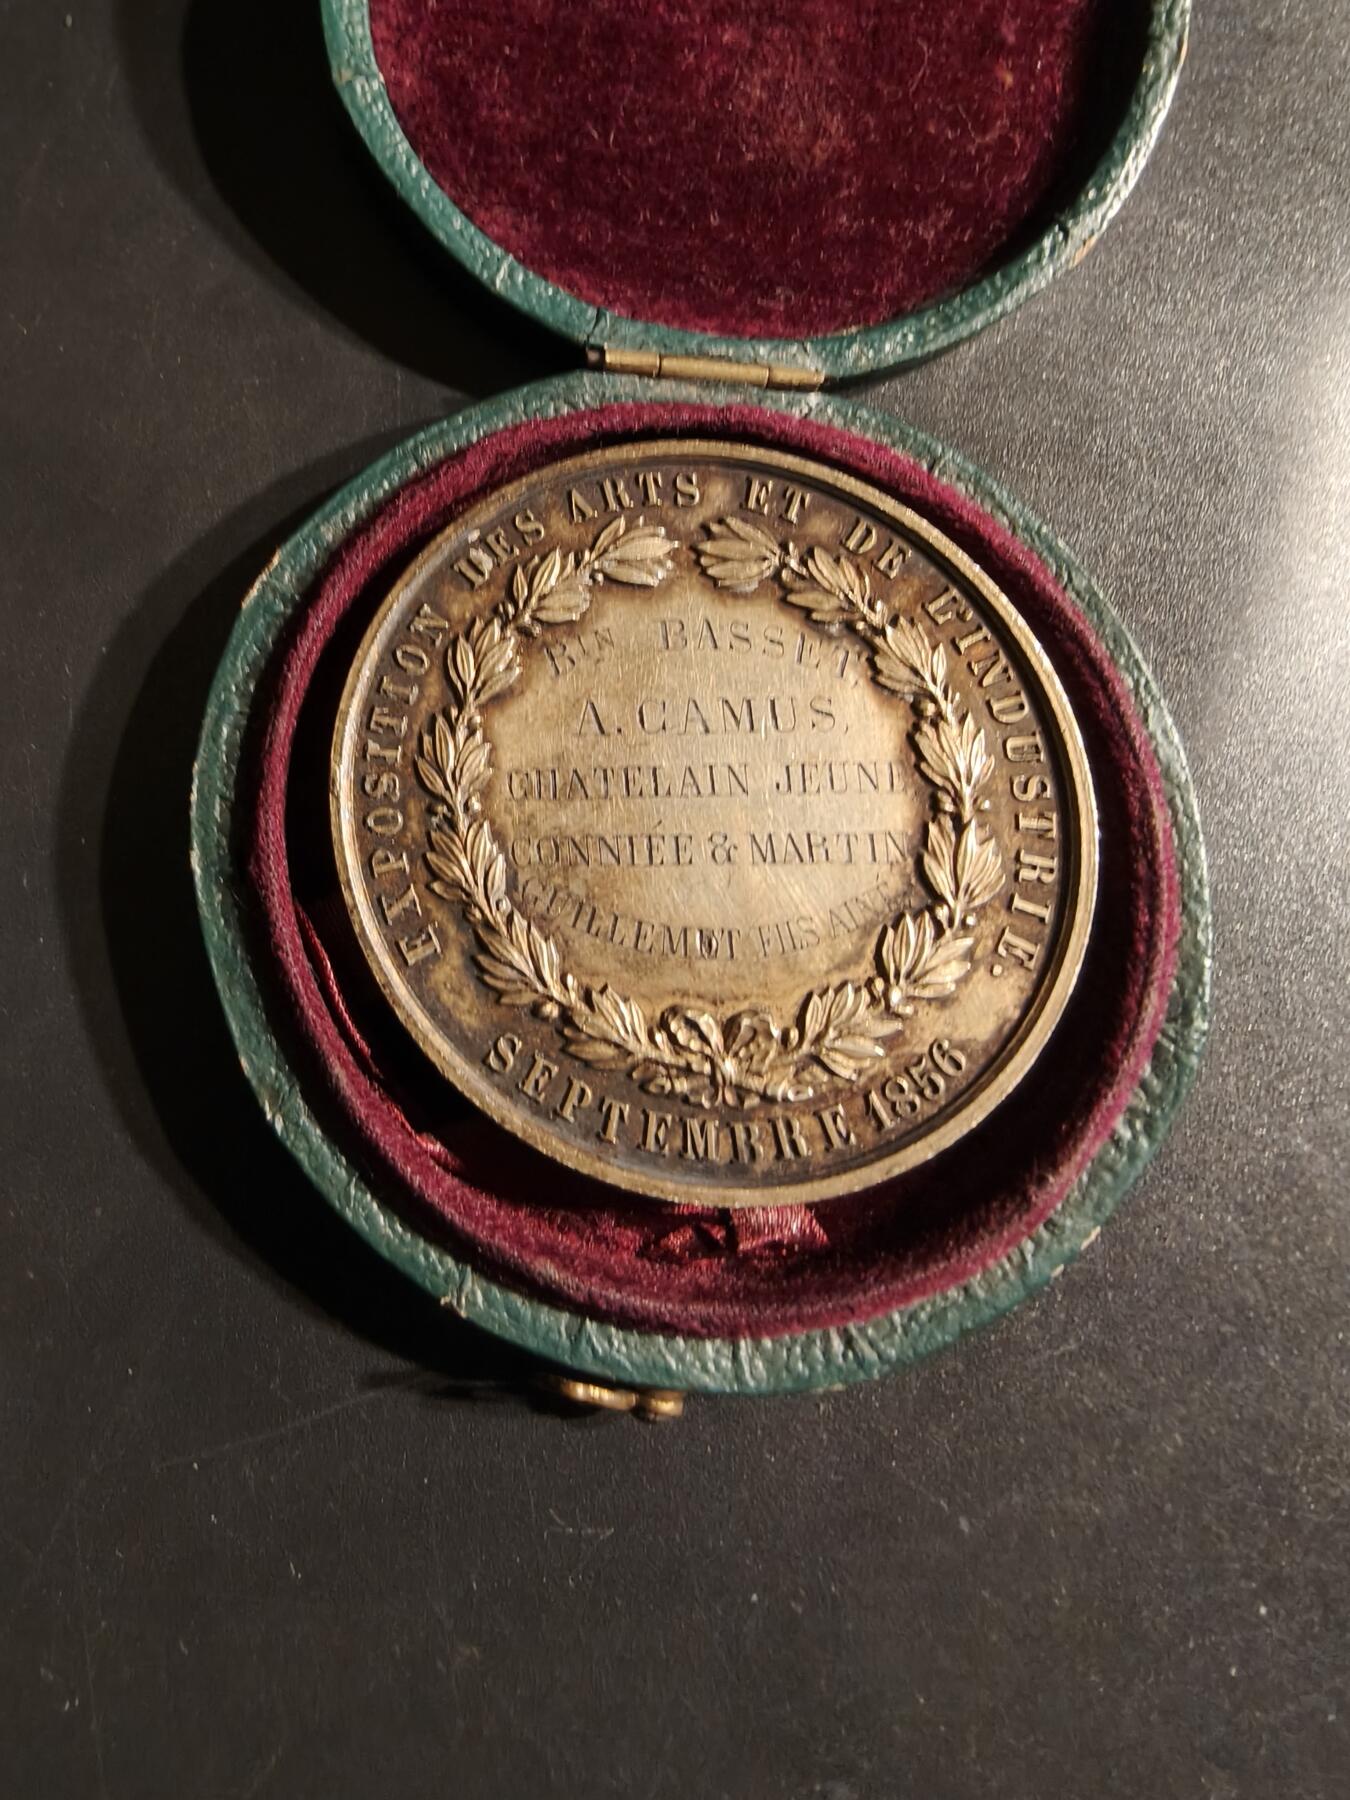 EXPOSITION DES ARTS ET DE L'INDUSTRIE.
BIN BASSET
A. CAMUS,
CHATELAIN JEUNE
CONNIÉE & MARTIN
GUILLEMOT FILS AINÉ
SEPTEMBRE 1856